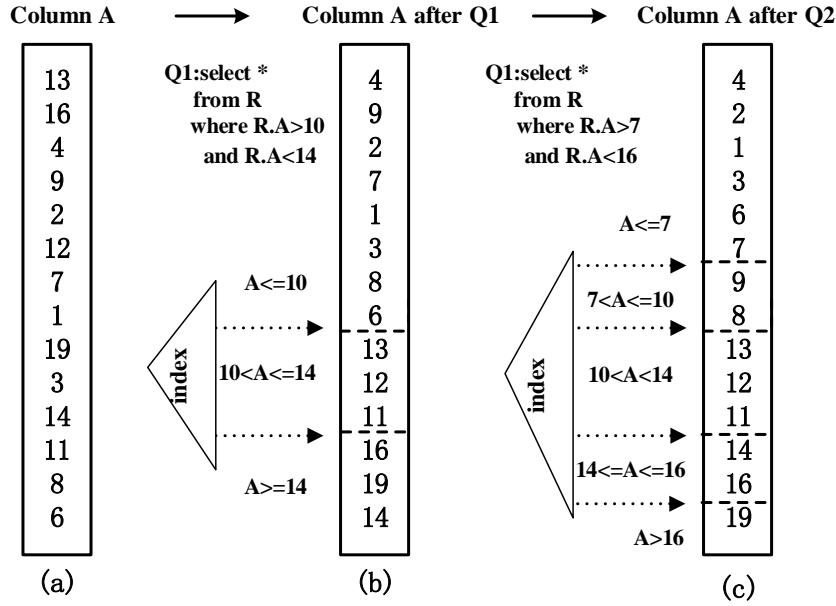 Column A
Column A after Q1
Column A after Q2
13
16
4
9
2
12
7
1
19
3
14
11
8
6
(a)
Q1:select *
from R
where R.A>10
and R.A<14
index
A<=10
10<A<=14
A>=14
4
9
2
7
1
3
8
6
13
12
11
16
19
14
(b)
Q1:select *
from R
where R.A>7
and R.A<16
index
A<=7
7<A<=10
10<A<14
14<=A<=16
A>16
4
2
1
3
6
7
9
8
13
12
11
14
16
19
(c)